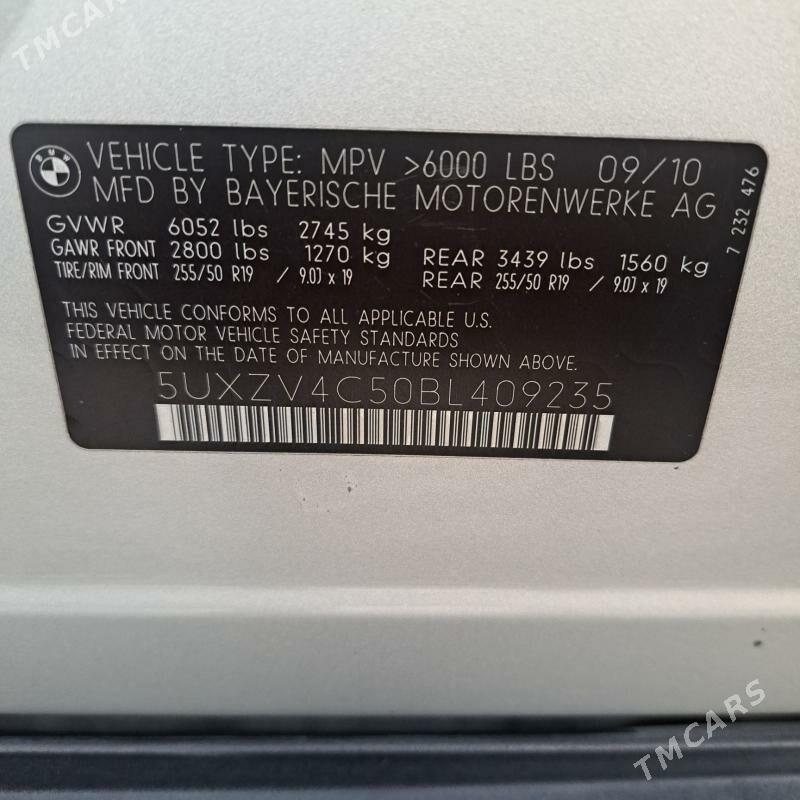 TMCARS
BMW
VEHICLE TYPE: MPV >6000 LBS 09/10
MFD BY BAYERISCHE MOTORENWERKE AG
GVWR 6052 lbs 2745 kg
GAWR FRONT 2800 lbs 1270 kg REAR 3439 lbs 1560 kg
TIRE/RIM FRONT 255/50 R19 / 9.0J x 19 REAR 255/50 R19 / 9.0J x 19
7 232 476
THIS VEHICLE CONFORMS TO ALL APPLICABLE U.S.
FEDERAL MOTOR VEHICLE SAFETY STANDARDS
IN EFFECT ON THE DATE OF MANUFACTURE SHOWN ABOVE.
5UXZV4C50BL409235
TMCARS